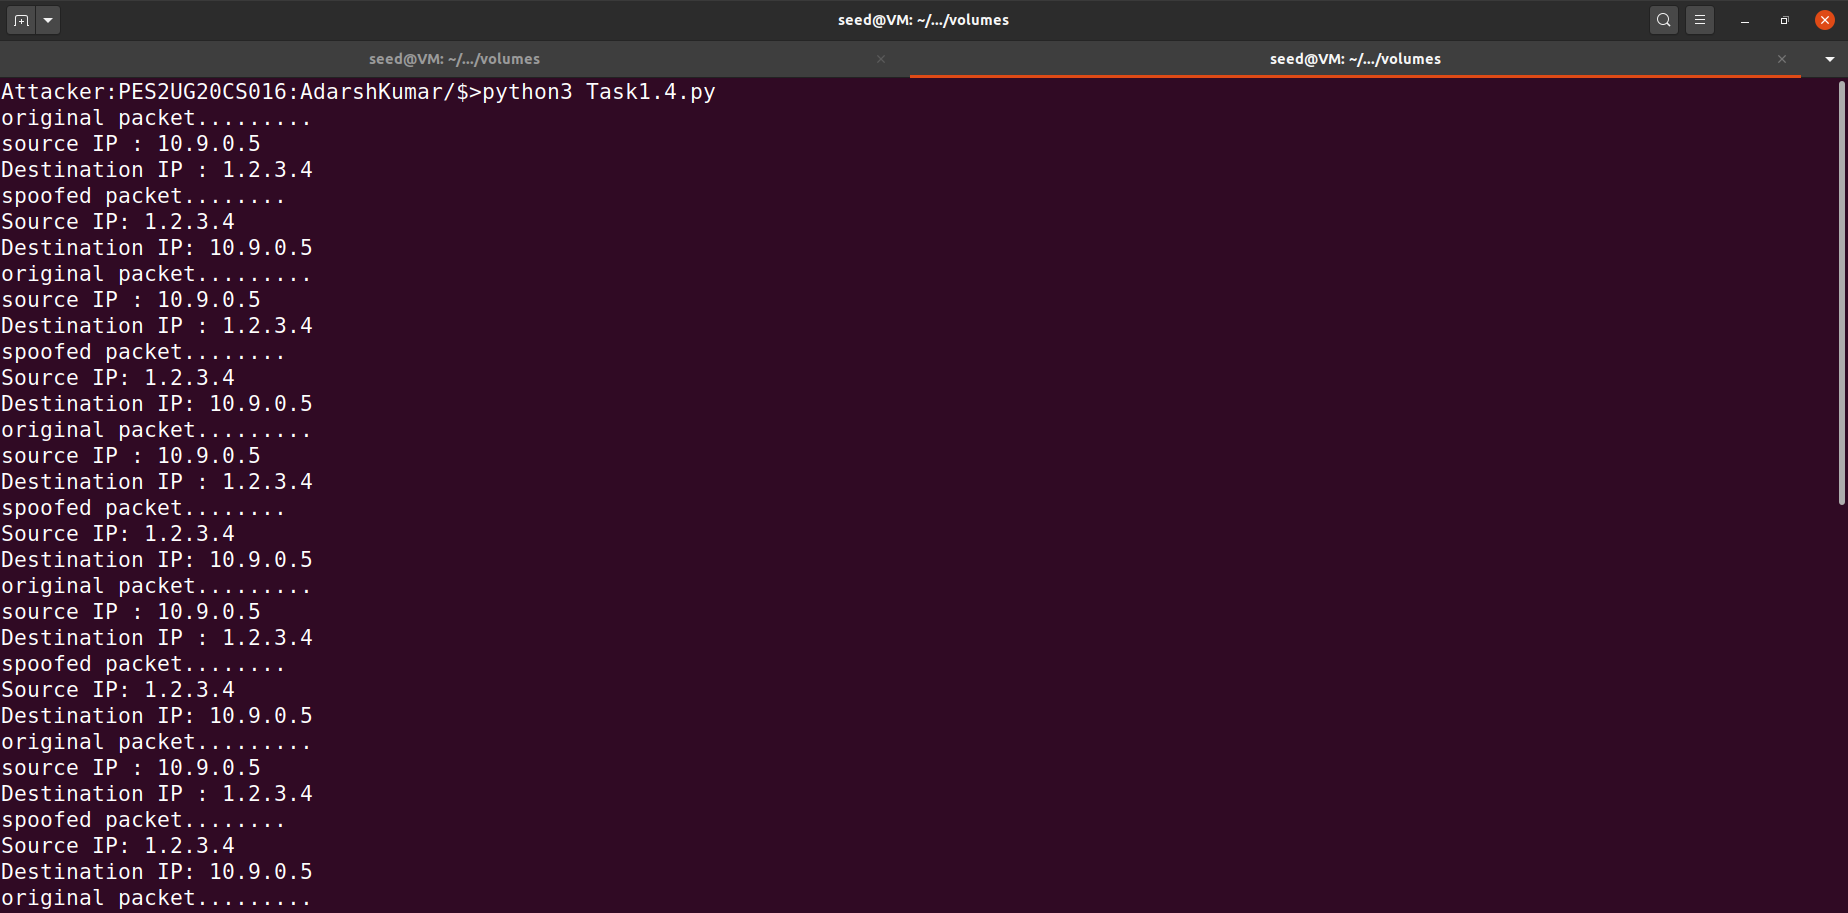 seed@VM: ~/.../volumes
seed@VM: ~/.../volumes
seed@VM: ~/.../volumes
Attacker:PES2UG20CS016:AdarshKumar/$>python3 Task1.4.py
original packet.........
source IP : 10.9.0.5
Destination IP : 1.2.3.4
spoofed packet........
Source IP: 1.2.3.4
Destination IP: 10.9.0.5
original packet.........
source IP : 10.9.0.5
Destination IP : 1.2.3.4
spoofed packet........
Source IP: 1.2.3.4
Destination IP: 10.9.0.5
original packet.........
source IP : 10.9.0.5
Destination IP : 1.2.3.4
spoofed packet........
Source IP: 1.2.3.4
Destination IP: 10.9.0.5
original packet.........
source IP : 10.9.0.5
Destination IP : 1.2.3.4
spoofed packet........
Source IP: 1.2.3.4
Destination IP: 10.9.0.5
original packet.........
source IP : 10.9.0.5
Destination IP : 1.2.3.4
spoofed packet........
Source IP: 1.2.3.4
Destination IP: 10.9.0.5
original packet.........